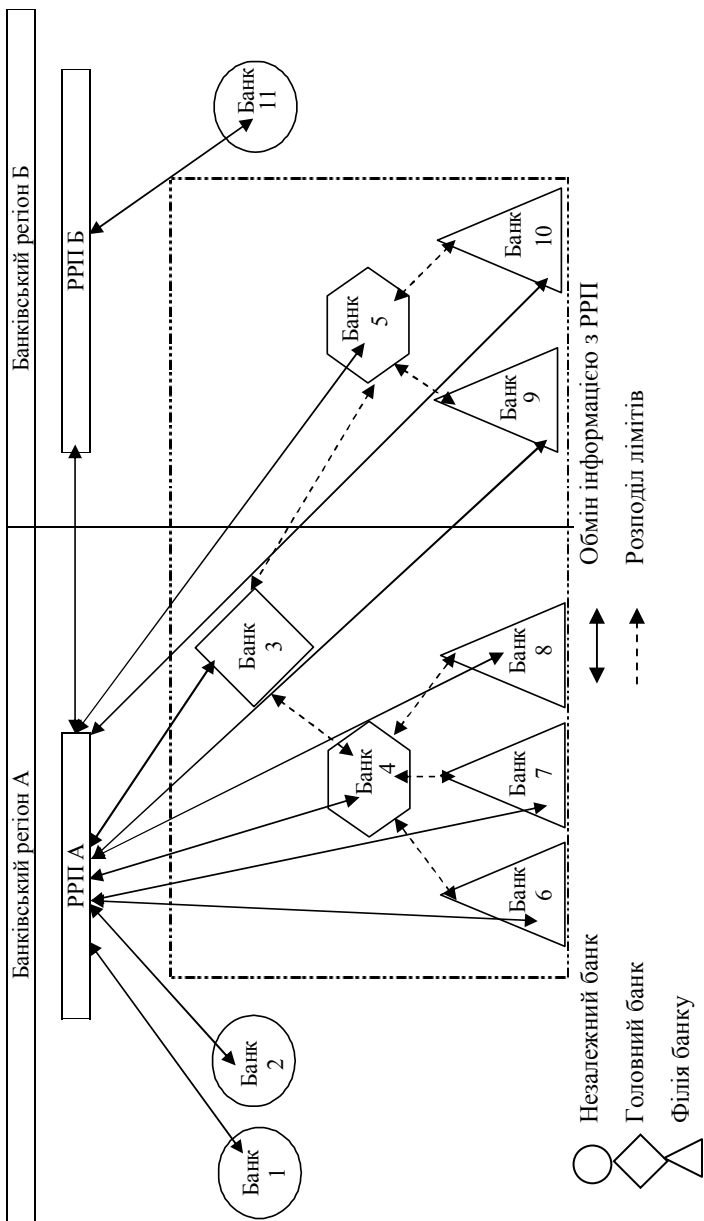 Банківський регіон А
Банківський регіон Б
РРП А
РРП Б
Банк
1
Банк
2
Банк
3
Банк
4
Банк
5
Банк
6
Банк
7
Банк
8
Банк
9
Банк
10
Банк
11
Незалежний банк
Головний банк
Філія банку
Обмін інформацією з РРП
Розподіл лімітів